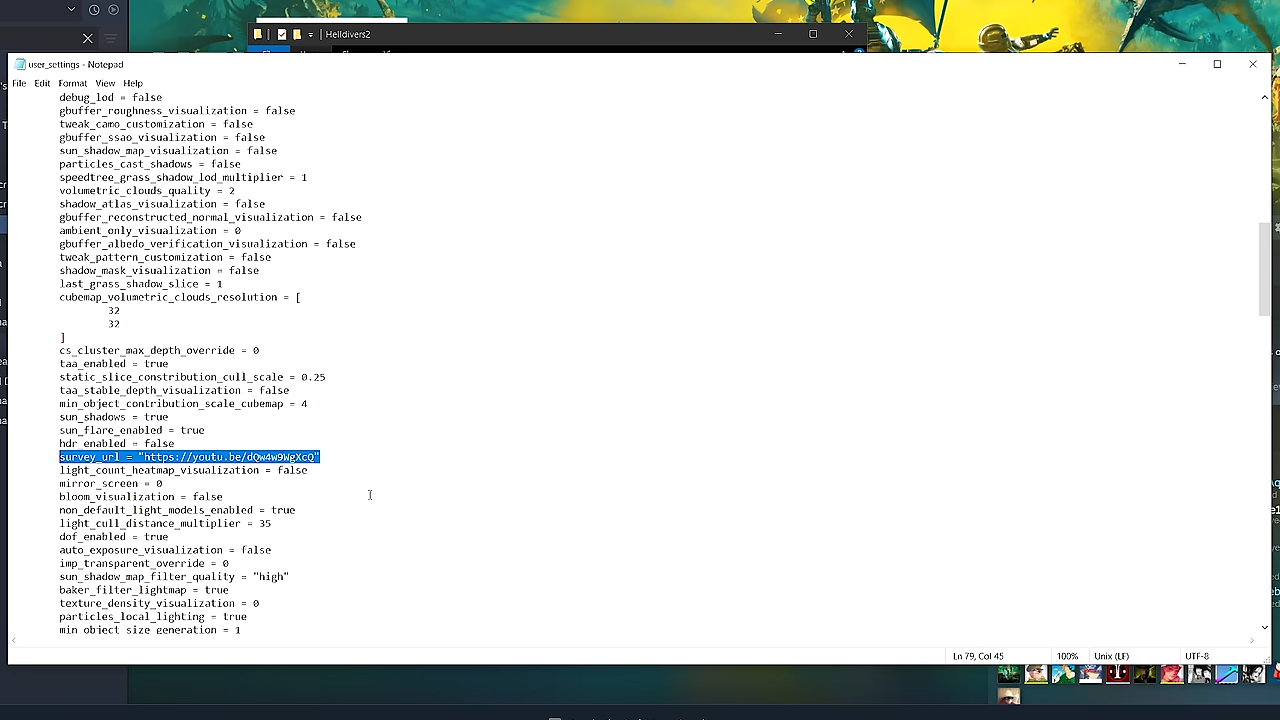 Helldivers2
user_settings - Notepad
File Edit Format View Help
debug_lod = false
gbuffer_roughness_visualization = false
tweak_camo_customization = false
gbuffer_ssao_visualization = false
sun_shadow_map_visualization = false
particles_cast_shadows = false
speedtree_grass_shadow_lod_multiplier = 1
volumetric_clouds_quality = 2
shadow_atlas_visualization = false
gbuffer_reconstructed_normal_visualization = false
ambient_only_visualization = 0
gbuffer_albedo_verification_visualization = false
tweak_pattern_customization = false
shadow_mask_visualization = false
last_grass_shadow_slice = 1
cubemap_volumetric_clouds_resolution = [
32
32
]
cs_cluster_max_depth_override = 0
taa_enabled = true
static_slice_constribution_cull_scale = 0.25
taa_stable_depth_visualization = false
min_object_contribution_scale_cubemap = 4
sun_shadows = true
sun_flare_enabled = true
hdr_enabled = false
survey_url = "https://youtu.be/dQw4w9WgXcQ"
light_count_heatmap_visualization = false
mirror_screen = 0
bloom_visualization = false
non_default_light_models_enabled = true
light_cull_distance_multiplier = 35
dof_enabled = true
auto_exposure_visualization = false
imp_transparent_override = 0
sun_shadow_map_filter_quality = "high"
baker_filter_lightmap = true
texture_density_visualization = 0
particles_local_lighting = true
min_object_size_generation = 1
Ln 79, Col 45 100% Unix (LF) UTF-8